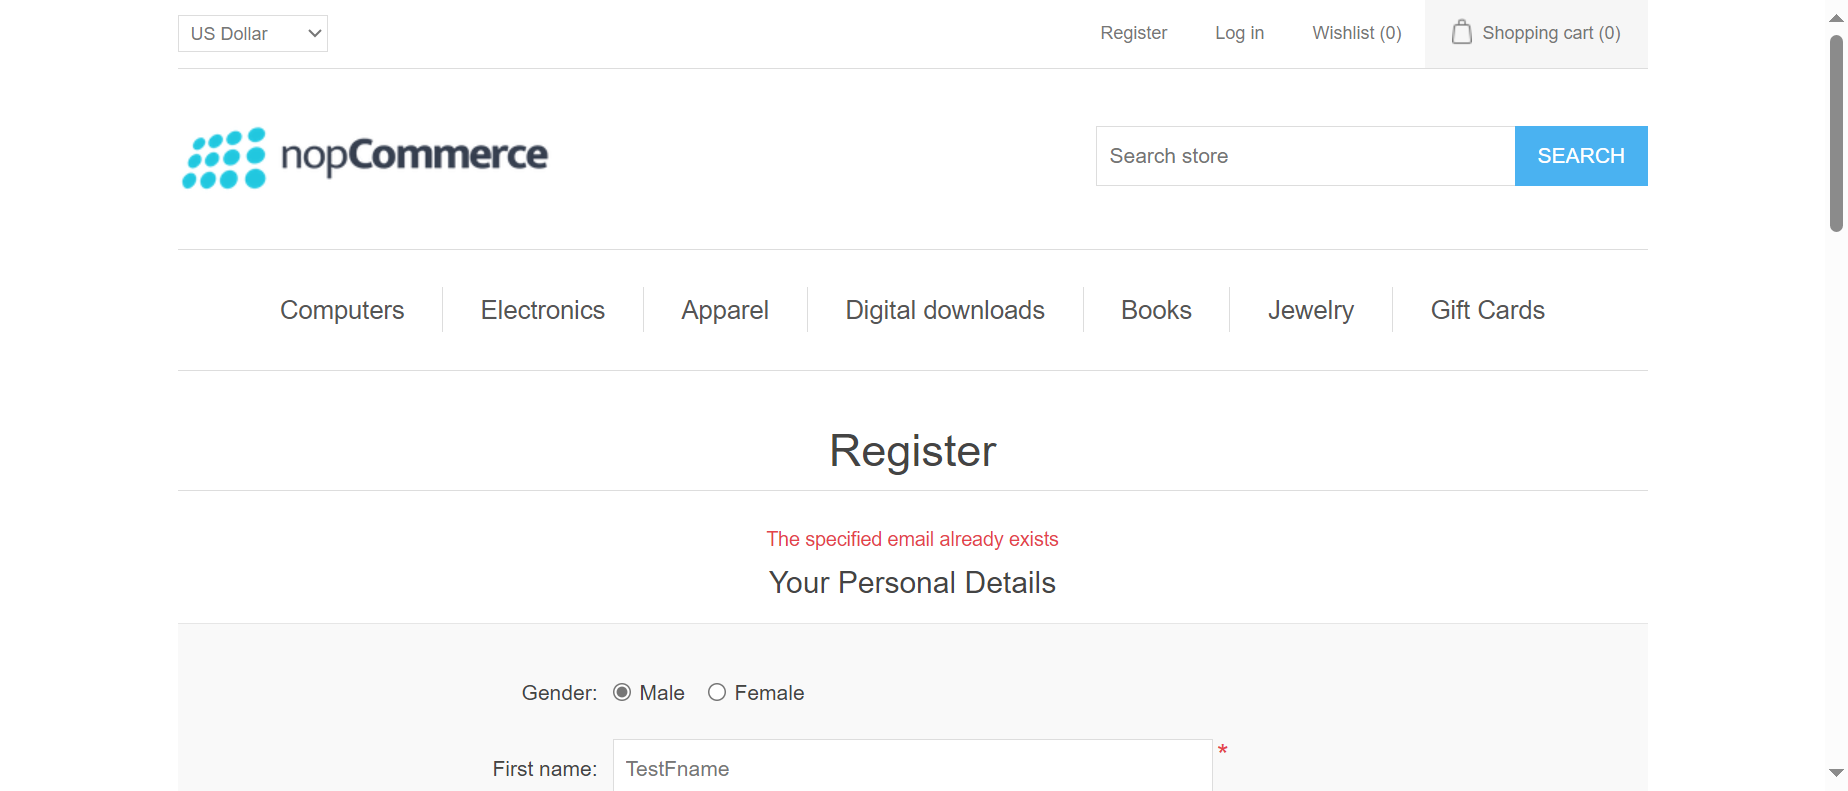 US Dollar Register Log in Wishlist (0) Shopping cart (0)
nopCommerce Search store SEARCH
Computers Electronics Apparel Digital downloads Books Jewelry Gift Cards
Register
The specified email already exists
Your Personal Details
Gender: Male Female
First name: TestFname *